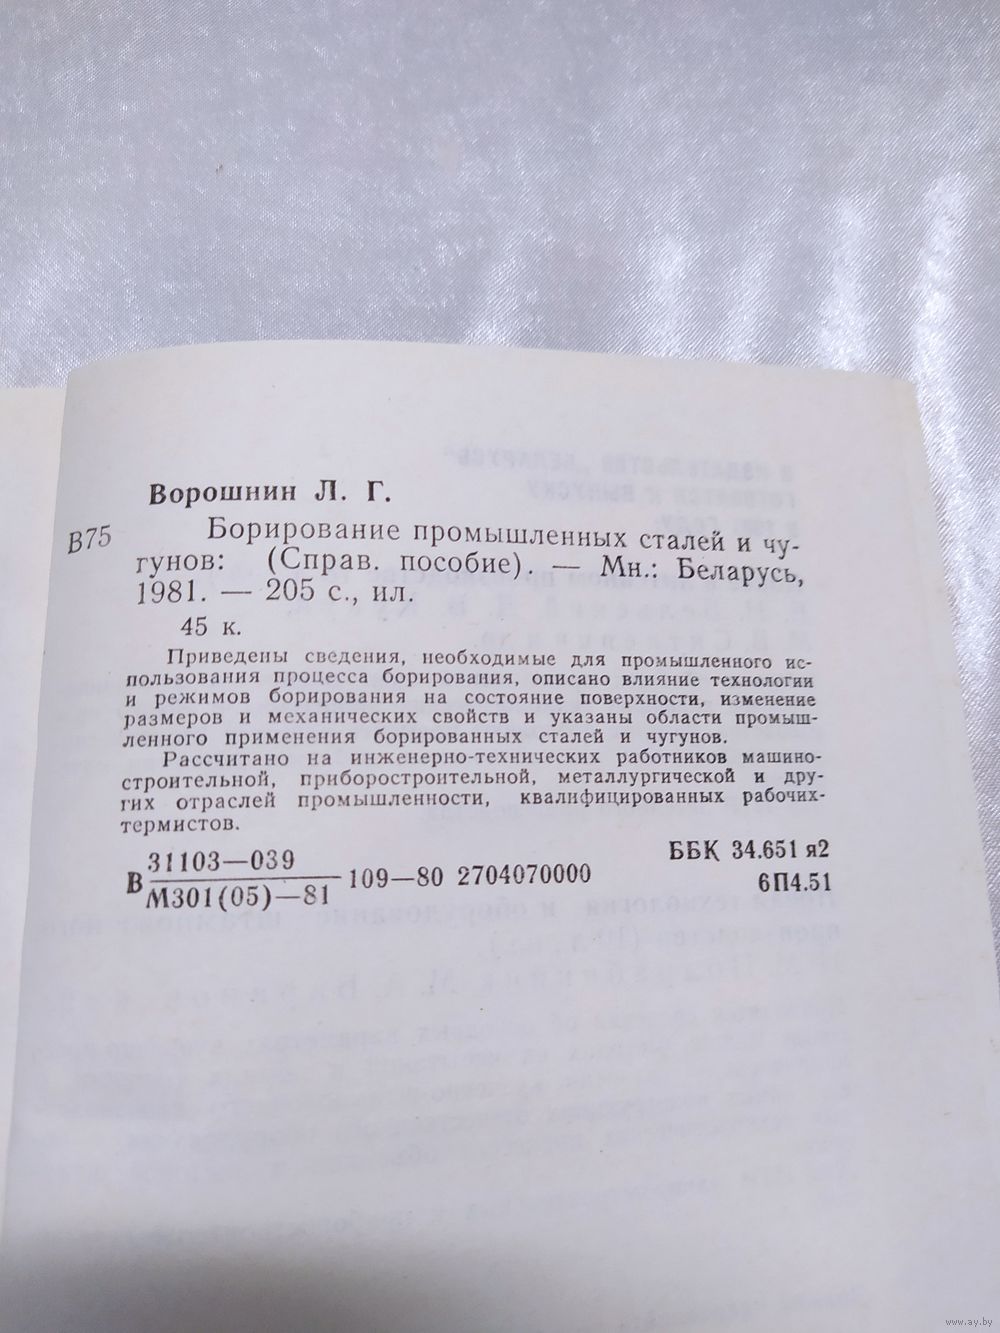 Ворошнин Л. Г.
В75
Борирование промышленных сталей и чу-
гунов: (Справ. пособие). — Мн.: Беларусь,
1981. — 205 с., ил.
45 к.
Приведены сведения, необходимые для промышленного ис-
пользования процесса борирования, описано влияние технологии
и режимов борирования на состояние поверхности, изменение
размеров и механических свойств и указаны области промыш-
ленного применения борированных сталей и чугунов.
Рассчитано на инженерно-технических работников машино-
строительной, приборостроительной, металлургической и дру-
гих отраслей промышленности, квалифицированных рабочих-
термистов.
В 31103—039
М301(05)—81 109—80 2704070000
ББК 34.651 я2
6П4.51
www.ay.by